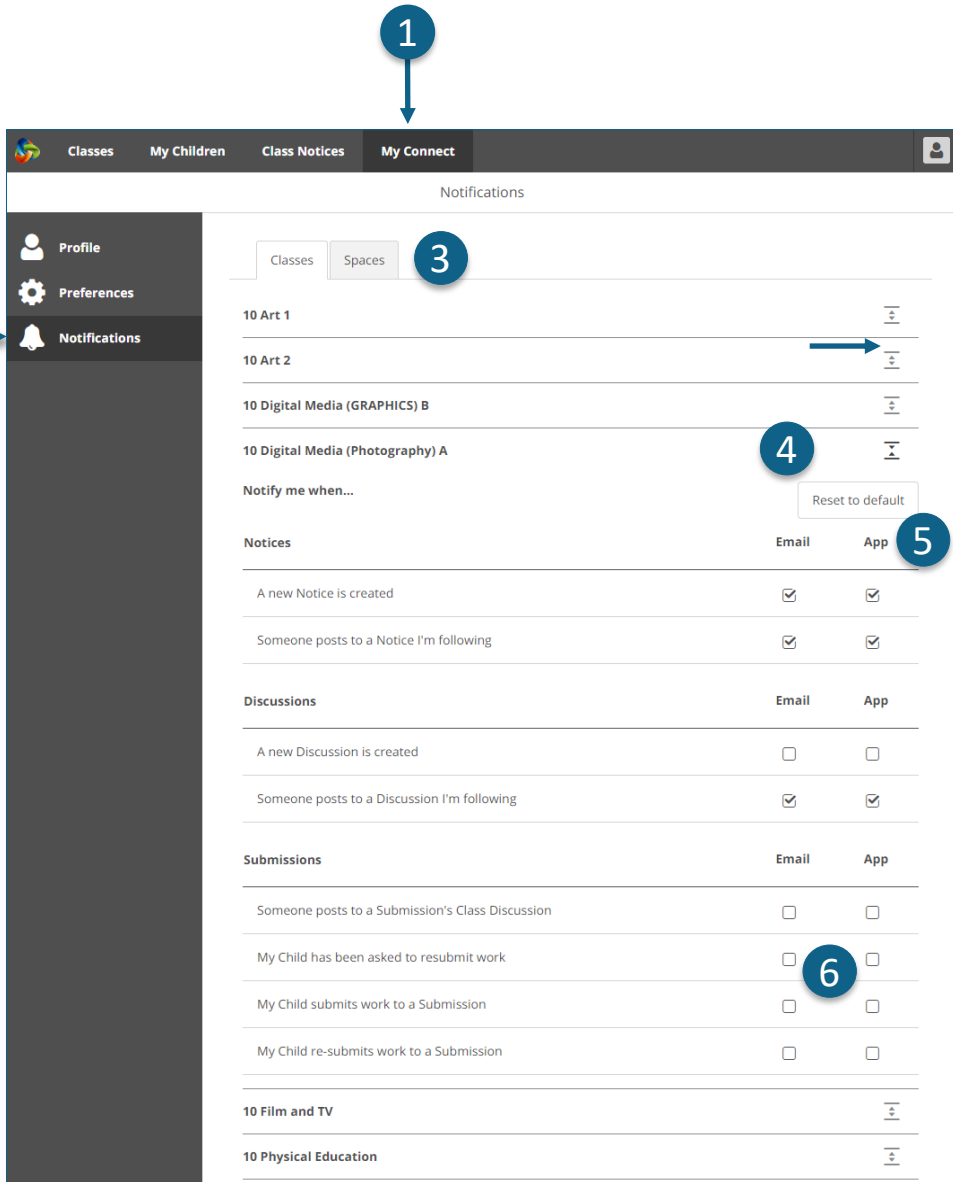 1
Classes My Children Class Notices My Connect
Notifications
Profile
Preferences
Notifications
Classes Spaces 3
10 Art 1
10 Art 2
10 Digital Media (GRAPHICS) B
10 Digital Media (Photography) A
4
Notify me when...
Reset to default
Notices Email App
5
A new Notice is created
Someone posts to a Notice I'm following
Discussions Email App
A new Discussion is created
Someone posts to a Discussion I'm following
Submissions Email App
Someone posts to a Submission's Class Discussion
My Child has been asked to resubmit work
6
My Child submits work to a Submission
My Child re-submits work to a Submission
10 Film and TV
10 Physical Education